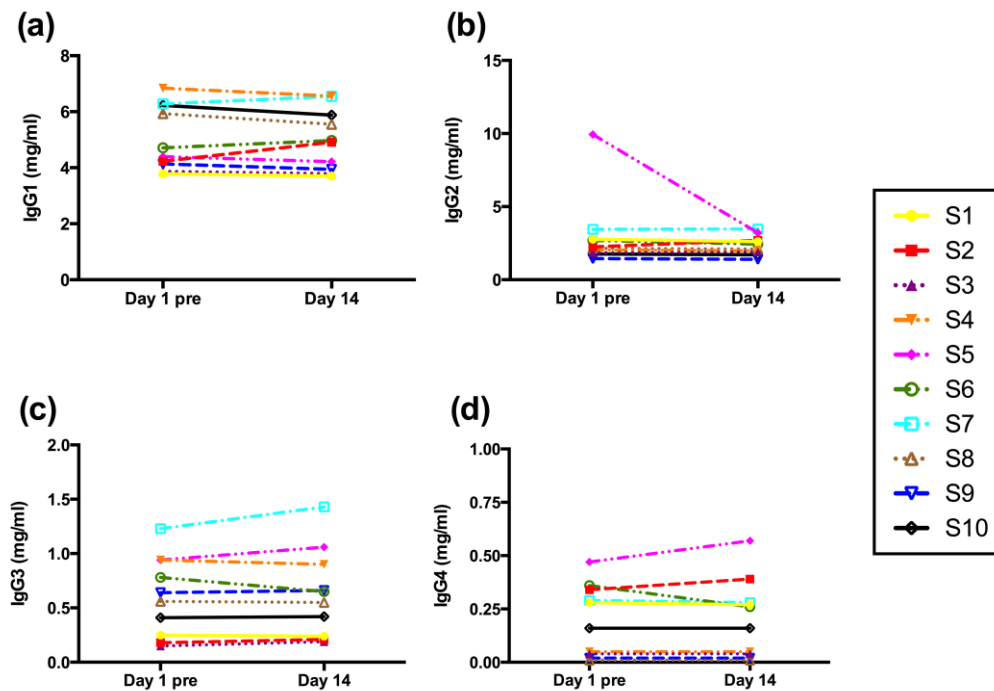 (a)
8
6
4
2
0
IgG1 (mg/ml)
Day 1 pre
Day 14
(b)
15
10
5
0
IgG2 (mg/ml)
Day 1 pre
Day 14
(c)
2.0
1.5
1.0
0.5
0.0
IgG3 (mg/ml)
Day 1 pre
Day 14
(d)
1.00
0.75
0.50
0.25
0.00
IgG4 (mg/ml)
Day 1 pre
Day 14
S1
S2
S3
S4
S5
S6
S7
S8
S9
S10